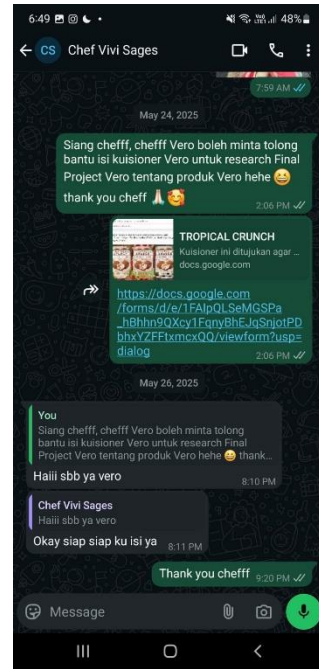 6:49
48%
CS Chef Vivi Sages
7:59 AM
May 24, 2025
Siang chefff, chefff Vero boleh minta tolong
bantu isi kuisioner Vero untuk research Final
Project Vero tentang produk Vero hehe 😄
thank you cheff 🙏🥰
2:06 PM
TROPICAL CRUNCH
Kuisioner ini ditujukan agar ...
docs.google.com
https://docs.google.com
/forms/d/e/1FAIpQLSeMGSPa
_hBhhn9QXcy1FqnyBhEJqSnjotPD
bhxYZFFtxmcxQQ/viewform?usp=
dialog
2:06 PM
May 26, 2025
You
Siang chefff, chefff Vero boleh minta tolong
bantu isi kuisioner Vero untuk research Final
Project Vero tentang produk Vero hehe 😄 thank...
Haiii sbb ya vero
8:10 PM
Chef Vivi Sages
Haiii sbb ya vero
Okay siap siap ku isi ya 8:11 PM
Thank you chefff 9:20 PM
Message